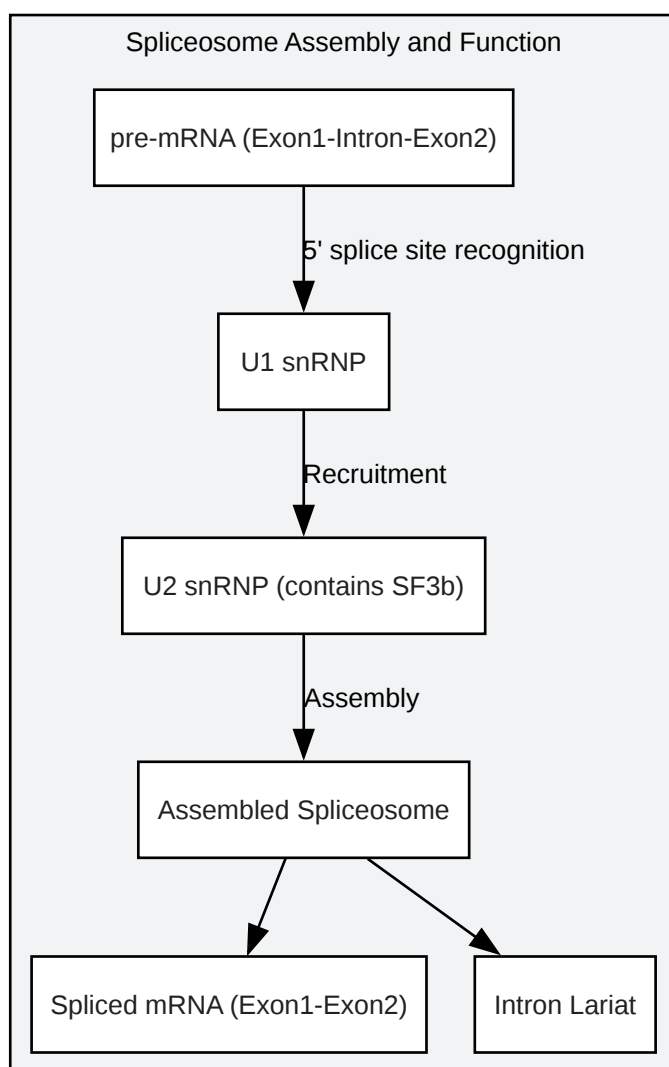 Spliceosome Assembly and Function
pre-mRNA (Exon1-Intron-Exon2)
5' splice site recognition
U1 snRNP
Recruitment
U2 snRNP (contains SF3b)
Assembly
Assembled Spliceosome
Spliced mRNA (Exon1-Exon2)
Intron Lariat